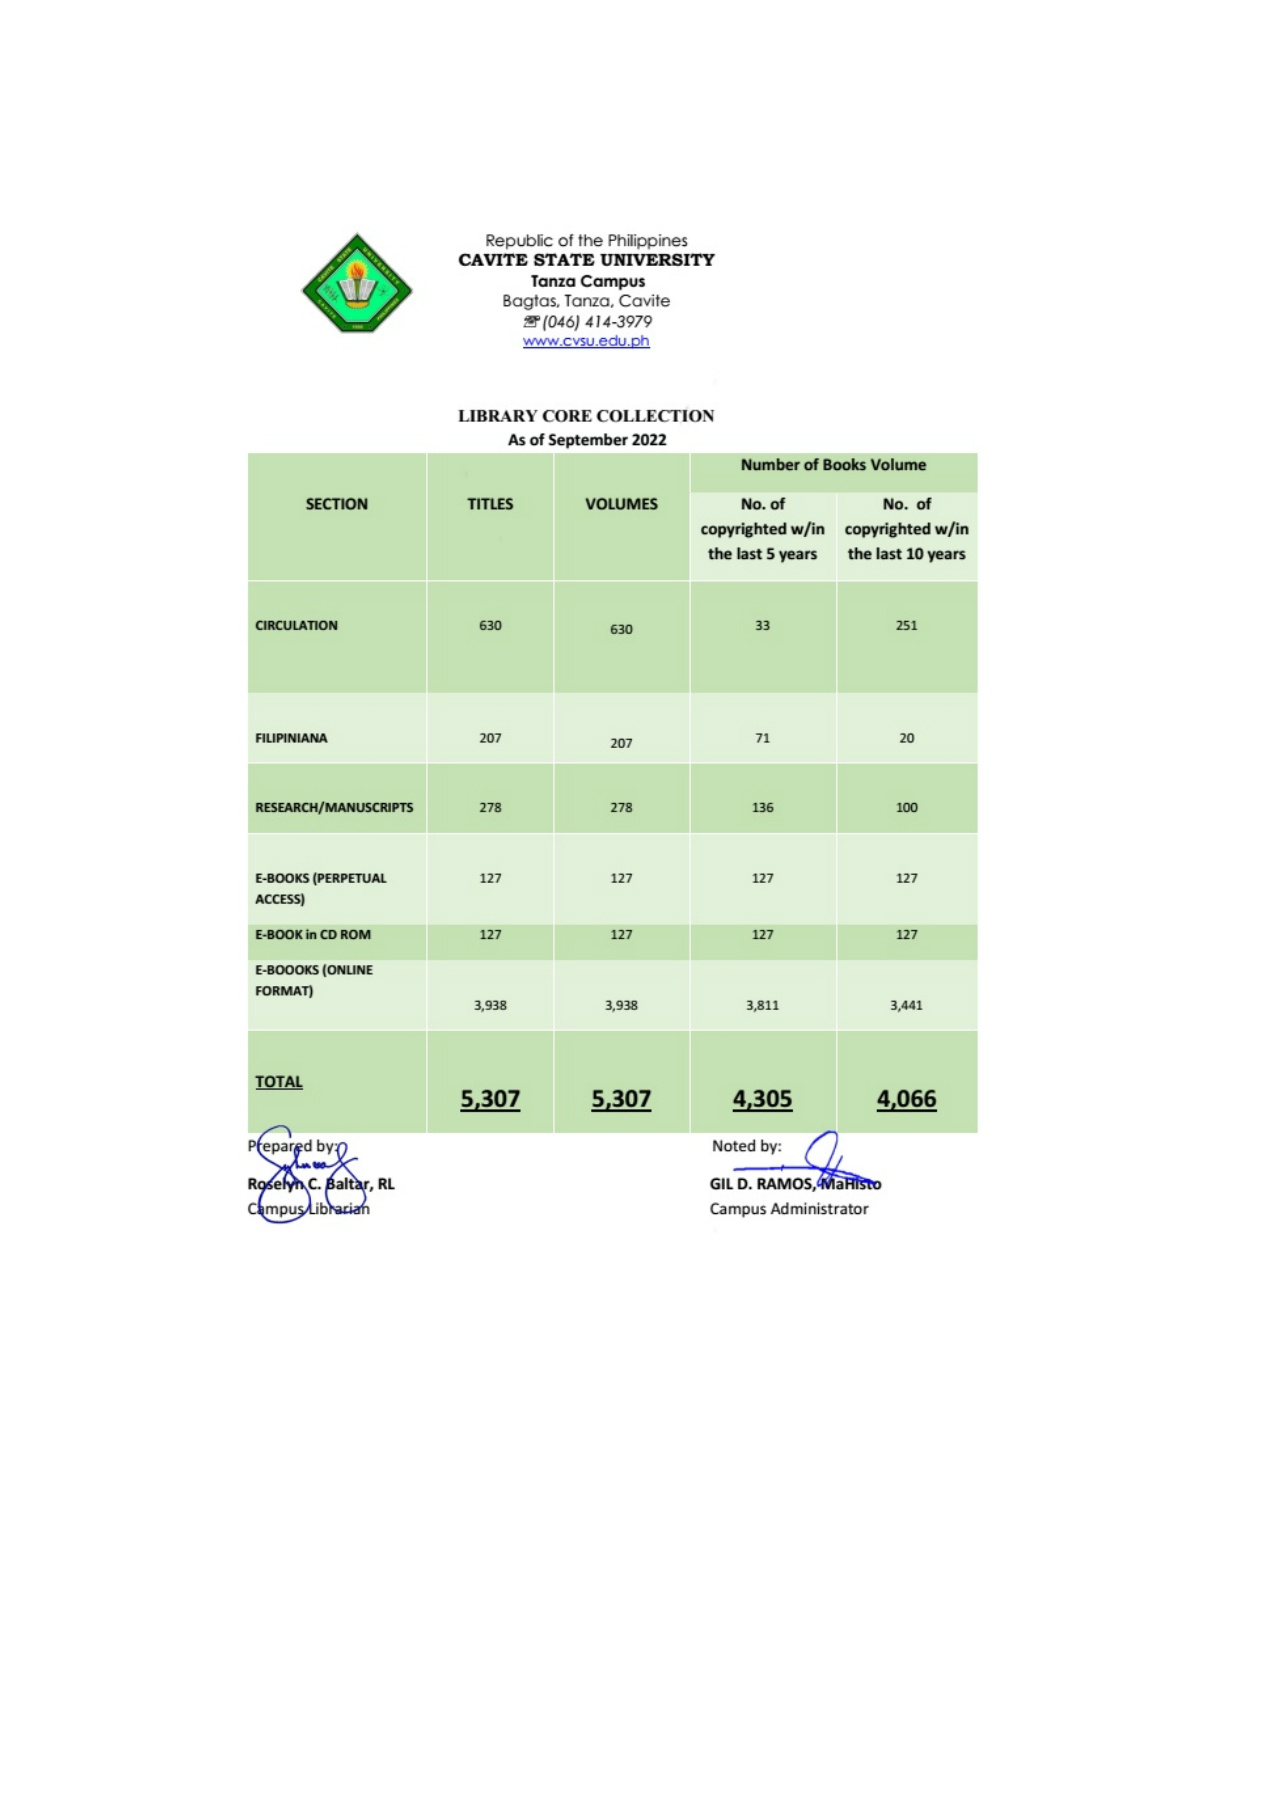 Republic of the Philippines
CAVITE STATE UNIVERSITY
Tanza Campus
Bagtas, Tanza, Cavite
☏ (046) 414-3979
www.cvsu.edu.ph
LIBRARY CORE COLLECTION
As of September 2022
SECTION TITLES VOLUMES Number of Books Volume
No. of copyrighted w/in the last 5 years
No. of copyrighted w/in the last 10 years
CIRCULATION 630 630 33 251
FILIPINIANA 207 207 71 20
RESEARCH/MANUSCRIPTS 278 278 136 100
E-BOOKS (PERPETUAL ACCESS) 127 127 127 127
E-BOOK in CD ROM 127 127 127 127
E-BOOOKS (ONLINE FORMAT) 3,938 3,938 3,811 3,441
TOTAL 5,307 5,307 4,305 4,066
Prepared by: Noted by:
Roselyn C. Baltar, RL GIL D. RAMOS, MaHisto
Campus Librarian Campus Administrator